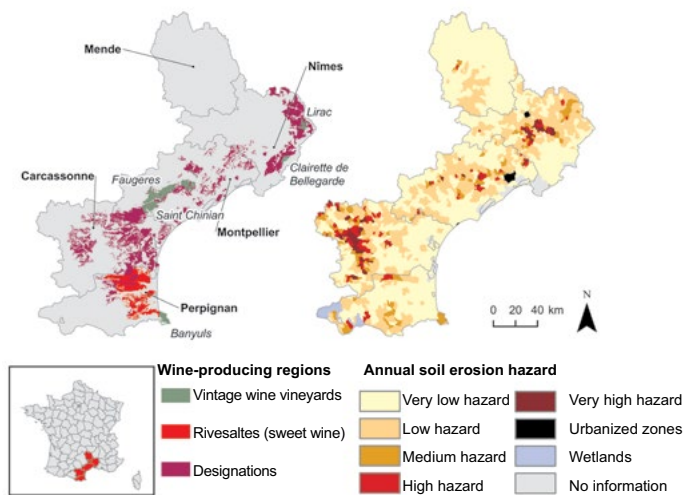 Mende
Nîmes
Lirac
Carcassonne
Faugeres
Clairette de
Bellegarde
Saint Chinian
Montpellier
Perpignan
Banyuls
N
0 20 40 km
Wine-producing regions
Vintage wine vineyards
Rivesaltes (sweet wine)
Designations
Annual soil erosion hazard
Very low hazard
Low hazard
Medium hazard
High hazard
Very high hazard
Urbanized zones
Wetlands
No information